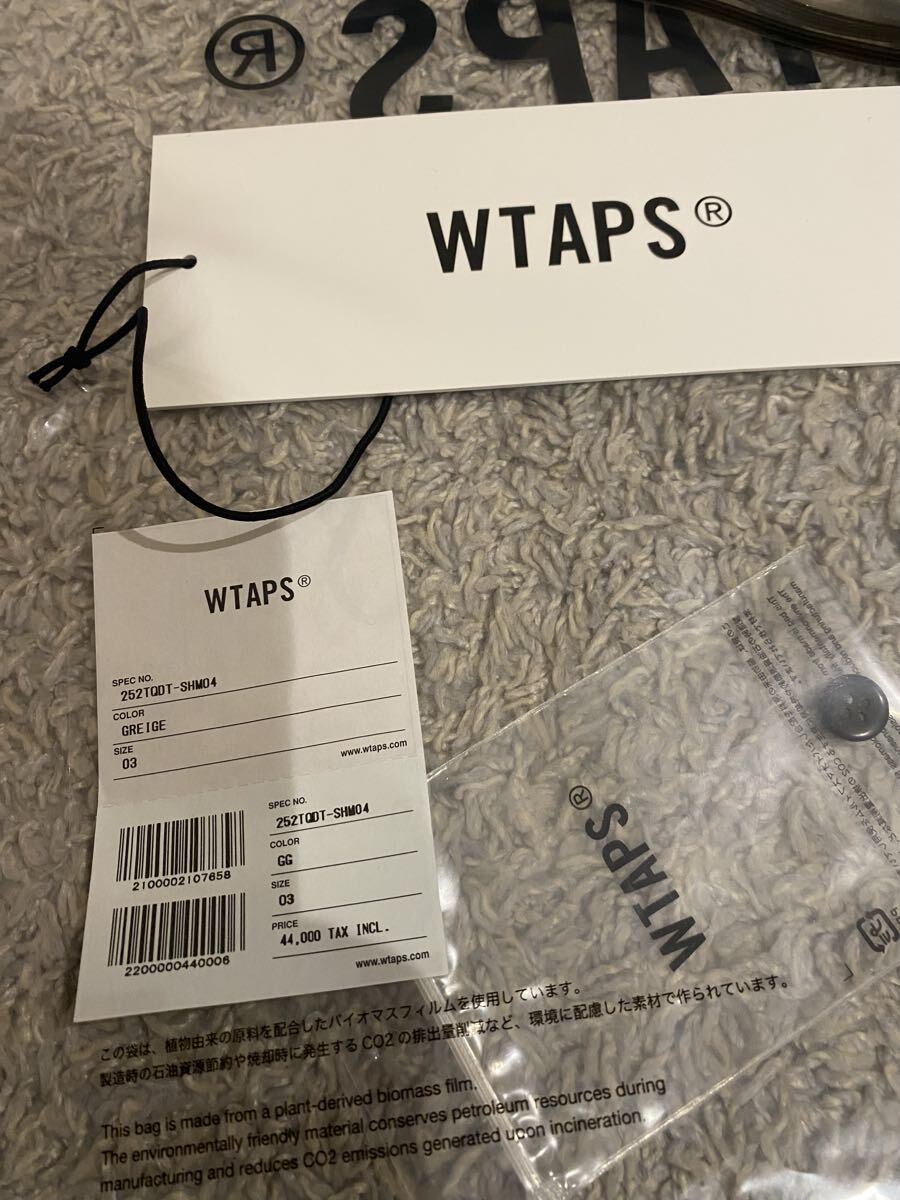 TAPS®
WTAPS®
WTAPS®
SPEC NO.
252TQDT-SHM04
COLOR
GREIGE
SIZE
03
www.wtaps.com
2100002107658
2200000440006
SPEC NO.
252TQDT-SHM04
COLOR
GG
SIZE
03
PRICE
44,000 TAX INCL.
www.wtaps.com
WTAPS®
この袋は、植物由来の原料を配合したバイオマスフィルムを使用しています。
製造時の石油資源節約や焼却時に発生するCO2の排出量削減など、環境に配慮した素材で作られています。
This bag is made from a plant-derived biomass film.
The environmentally friendly material conserves petroleum resources during
manufacturing and reduces CO2 emissions generated upon incineration.